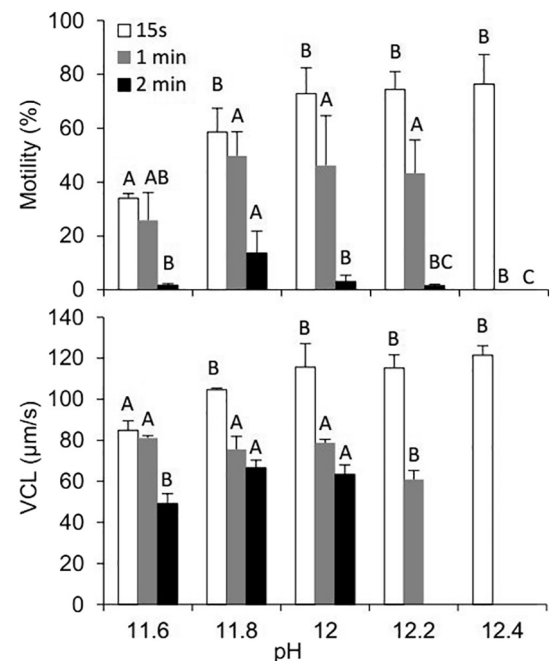 15s
1 min
2 min
Motility (%)
100
80
60
40
20
0
A AB B
B A A
B A B
B A BC
B B C
VCL (µm/s)
140
120
100
80
60
40
20
0
A A B
B A A
B A A
B B
B
11.6 11.8 12 12.2 12.4
pH